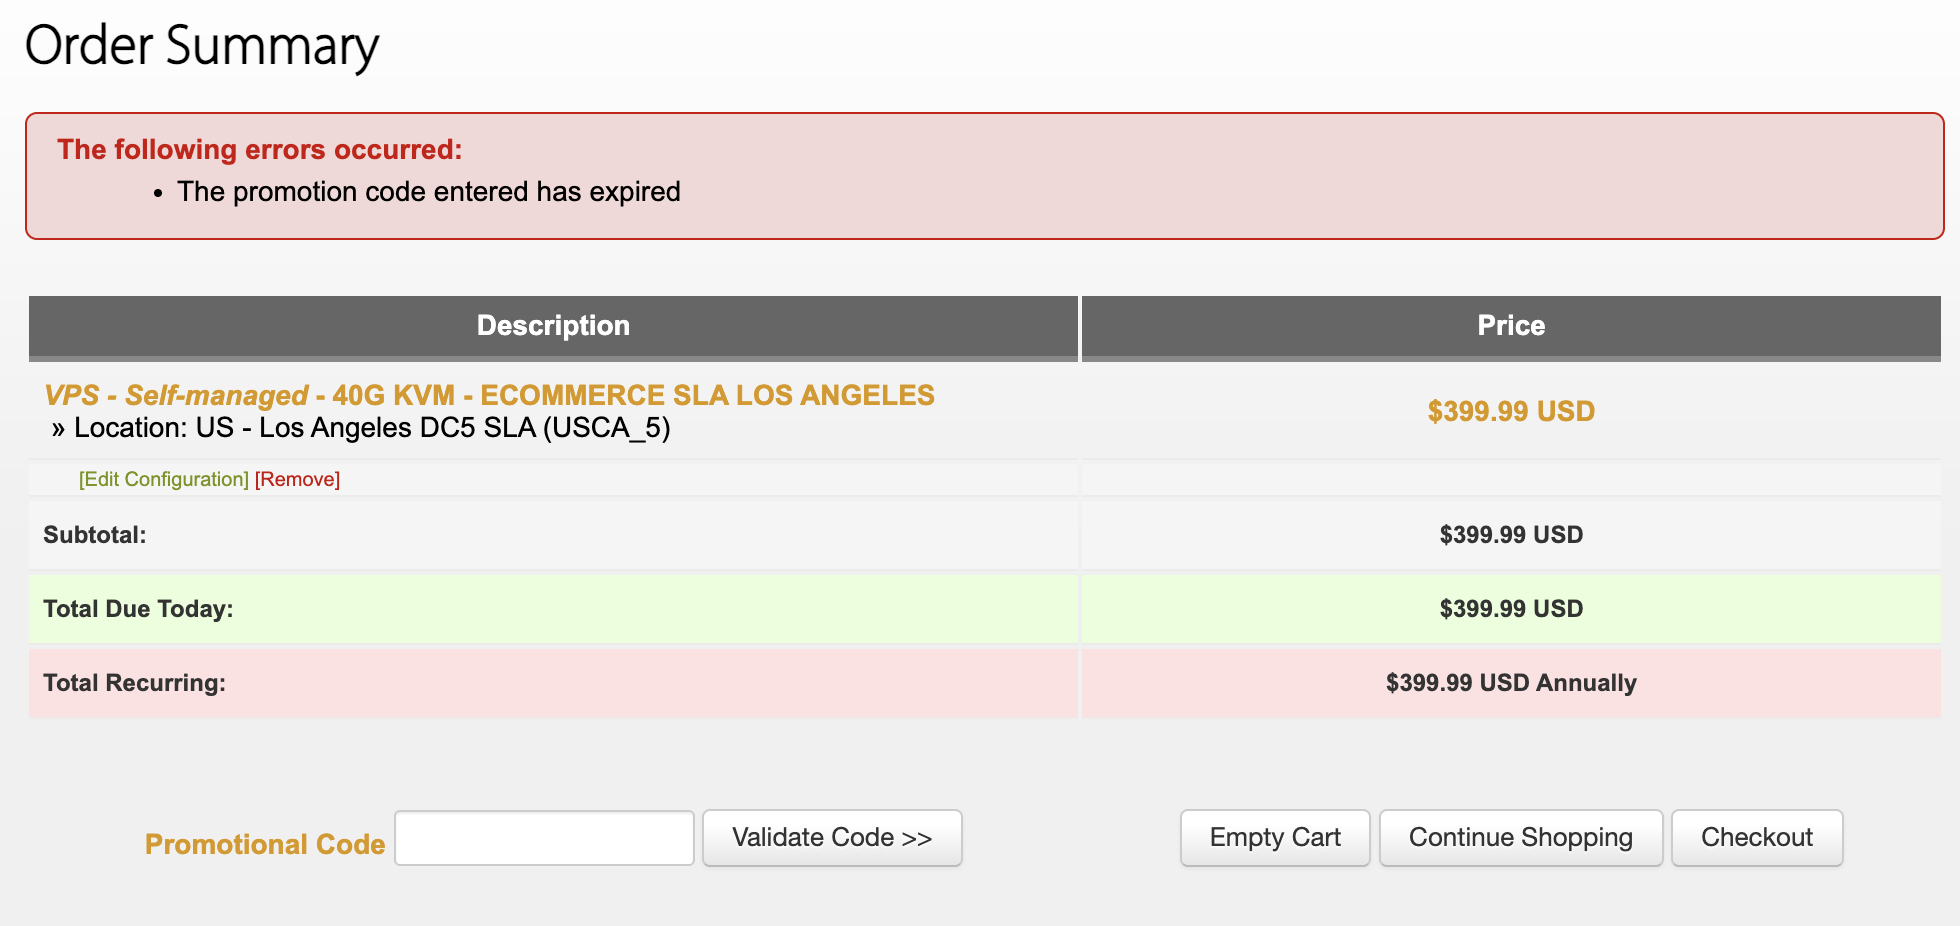 Order Summary
The following errors occurred:
• The promotion code entered has expired
Description Price
VPS - Self-managed - 40G KVM - ECOMMERCE SLA LOS ANGELES
$399.99 USD
» Location: US - Los Angeles DC5 SLA (USCA_5)
[Edit Configuration] [Remove]
Subtotal: $399.99 USD
Total Due Today: $399.99 USD
Total Recurring: $399.99 USD Annually
Promotional Code Validate Code >> Empty Cart Continue Shopping Checkout